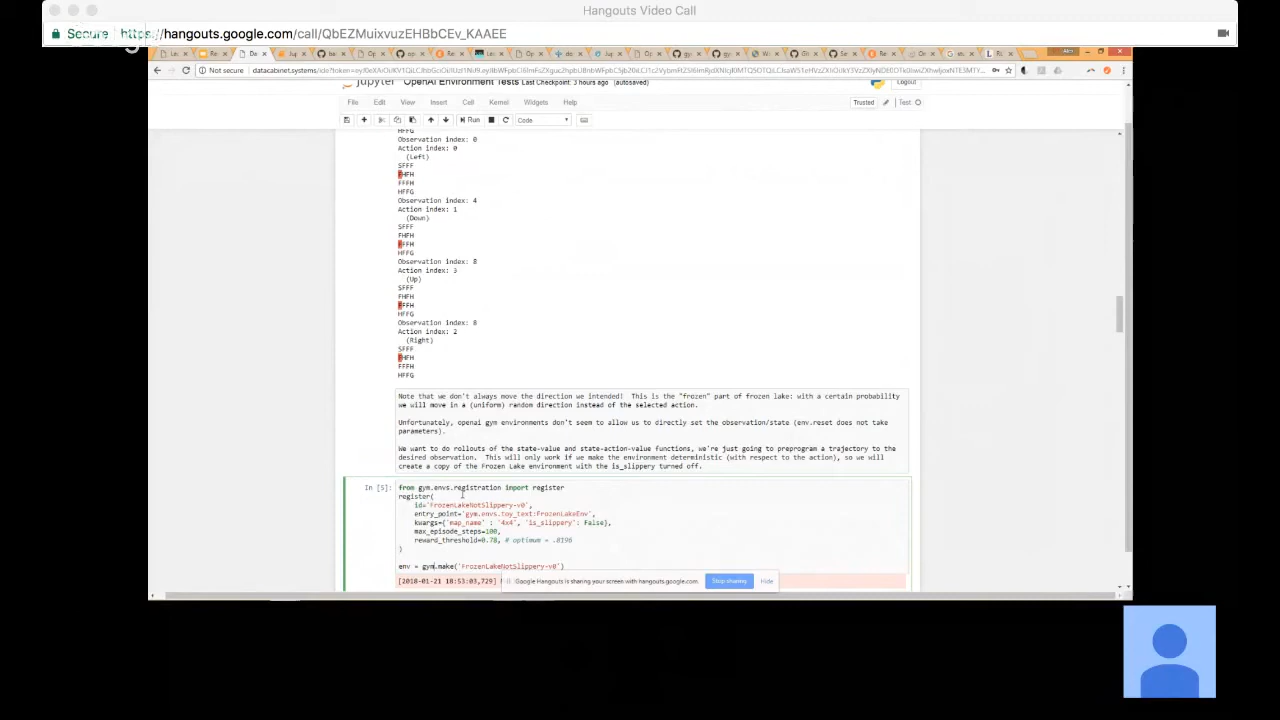 Hangouts Video Call
Secure https://hangouts.google.com/call/QbEZMuixvuzEHBbCEv_KAAEE
Not secure
Jupyter OpenAI Environment Tests Last Checkpoint: 3 hours ago (autosaved)
Logout
File Edit View Insert Cell Kernel Widgets Help
Trusted Test
Run Code
HFFG
Observation index: 0
Action index: 0
(Left)
SFFF
FHFH
FFFH
HFFG
Observation index: 4
Action index: 1
(Down)
SFFF
FHFH
FFFH
HFFG
Observation index: 8
Action index: 3
(Up)
SFFF
FHFH
FFFH
HFFG
Observation index: 8
Action index: 2
(Right)
SFFF
FHFH
FFFH
HFFG
Note that we don't always move the direction we intended! This is the "frozen" part of frozen lake: with a certain probability
we will move in a (uniform) random direction instead of the selected action.
Unfortunately, openai gym environments don't seem to allow us to directly set the observation/state (env.reset does not take
parameters).
We want to do rollouts of the state-value and state-action-value functions, we're just going to preprogram a trajectory to the
desired observation. This will only work if we make the environment deterministic (with respect to the action), so we will
create a copy of the Frozen Lake environment with the is_slippery turned off.
In [5]: from gym.envs.registration import register
register(
id='FrozenLakeNotSlippery-v0',
entry_point='gym.envs.toy_text:FrozenLakeEnv',
kwargs={'map_name' : '4x4', 'is_slippery': False},
max_episode_steps=100,
reward_threshold=0.78, # optimum = .8196
)
env = gym.make('FrozenLakeNotSlippery-v0')
[2018-01-21 18:53:03,729]
Google Hangouts is sharing your screen with hangouts.google.com. Stop sharing Hide